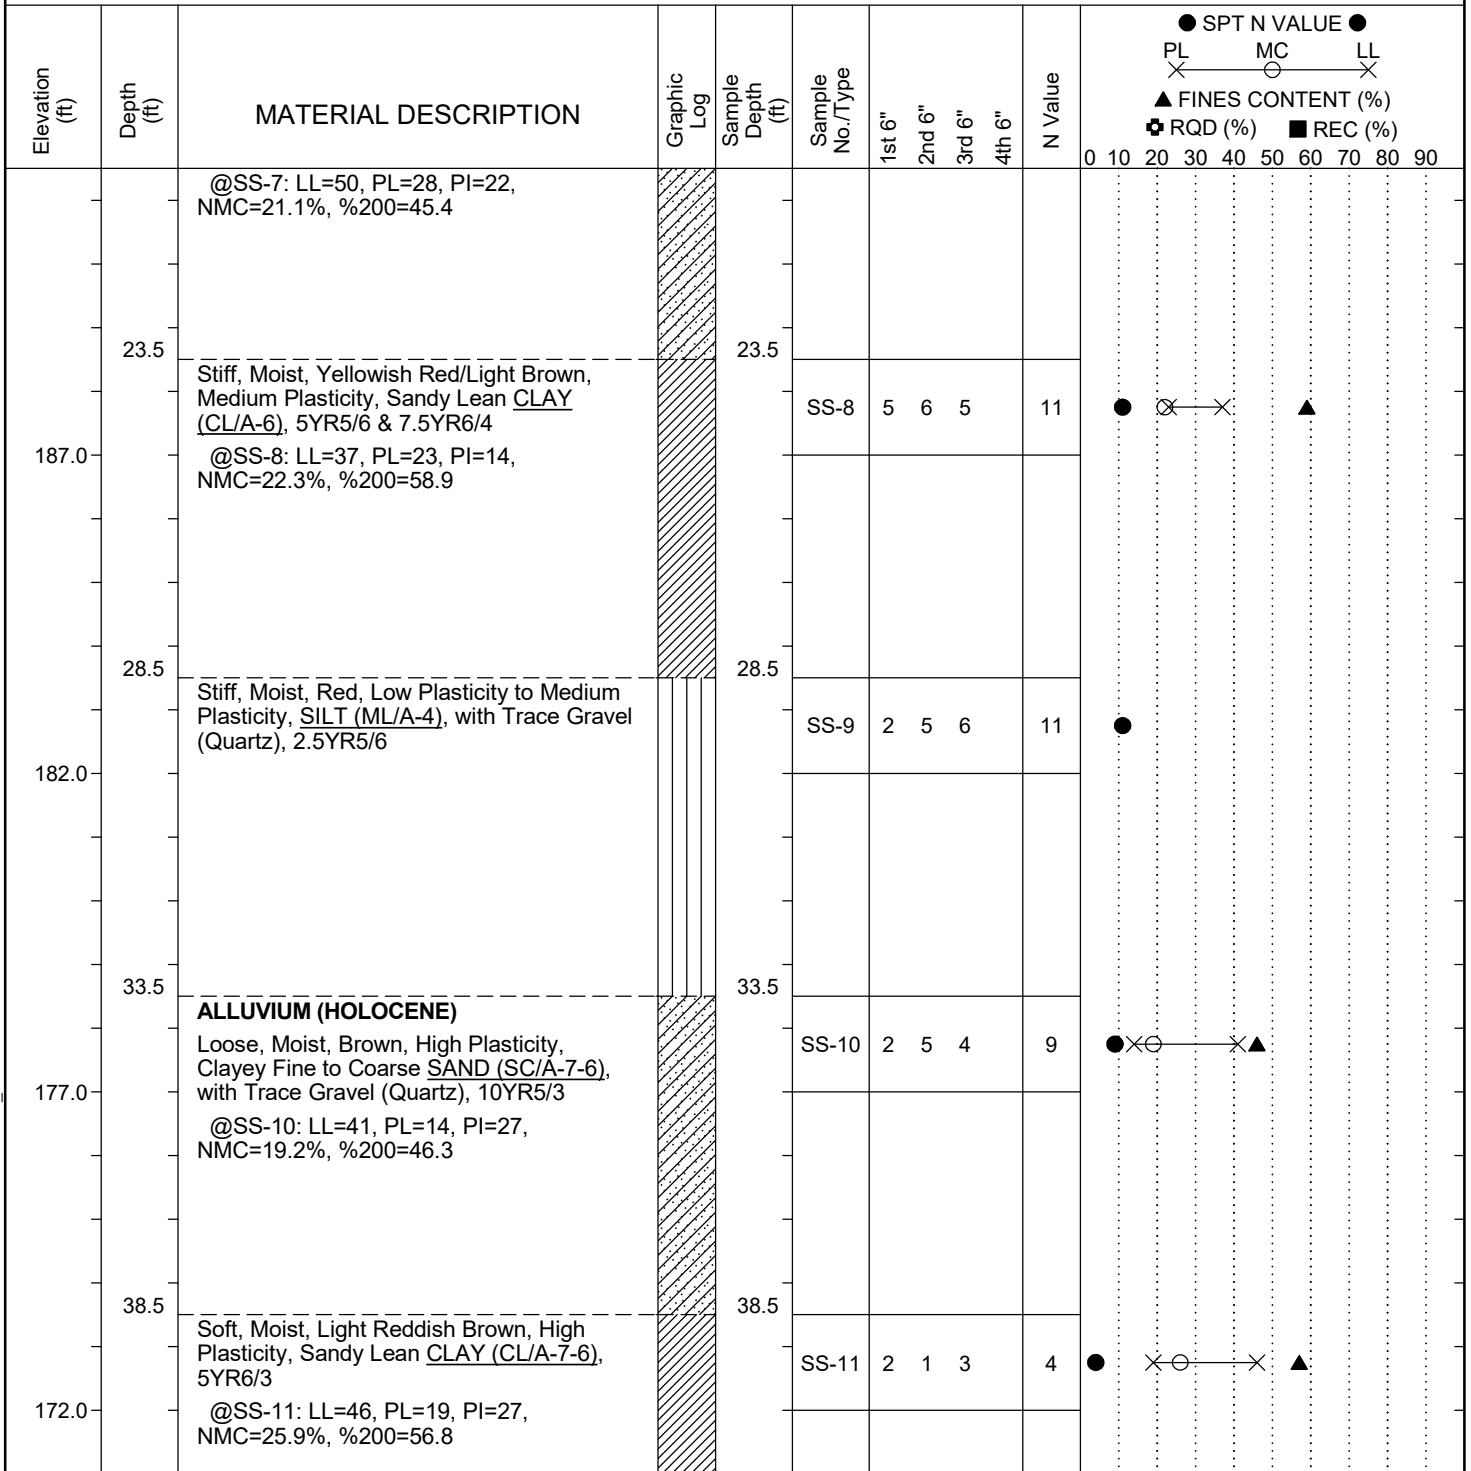 Elevation (ft)
Depth (ft)
MATERIAL DESCRIPTION
Graphic Log
Sample Depth (ft)
Sample No./Type
1st 6"
2nd 6"
3rd 6"
4th 6"
N Value
● SPT N VALUE ●
PL MC LL
▲ FINES CONTENT (%)
RQD (%) ■ REC (%)
0 10 20 30 40 50 60 70 80 90
@SS-7: LL=50, PL=28, PI=22,
NMC=21.1%, %200=45.4
23.5 23.5
Stiff, Moist, Yellowish Red/Light Brown,
Medium Plasticity, Sandy Lean CLAY
(CL/A-6), 5YR5/6 & 7.5YR6/4
SS-8 5 6 5 11
187.0
@SS-8: LL=37, PL=23, PI=14,
NMC=22.3%, %200=58.9
28.5 28.5
Stiff, Moist, Red, Low Plasticity to Medium
Plasticity, SILT (ML/A-4), with Trace Gravel
(Quartz), 2.5YR5/6
SS-9 2 5 6 11
182.0
33.5 33.5
ALLUVIUM (HOLOCENE)
Loose, Moist, Brown, High Plasticity,
Clayey Fine to Coarse SAND (SC/A-7-6),
with Trace Gravel (Quartz), 10YR5/3
SS-10 2 5 4 9
177.0
@SS-10: LL=41, PL=14, PI=27,
NMC=19.2%, %200=46.3
38.5 38.5
Soft, Moist, Light Reddish Brown, High
Plasticity, Sandy Lean CLAY (CL/A-7-6),
5YR6/3
SS-11 2 1 3 4
172.0
@SS-11: LL=46, PL=19, PI=27,
NMC=25.9%, %200=56.8